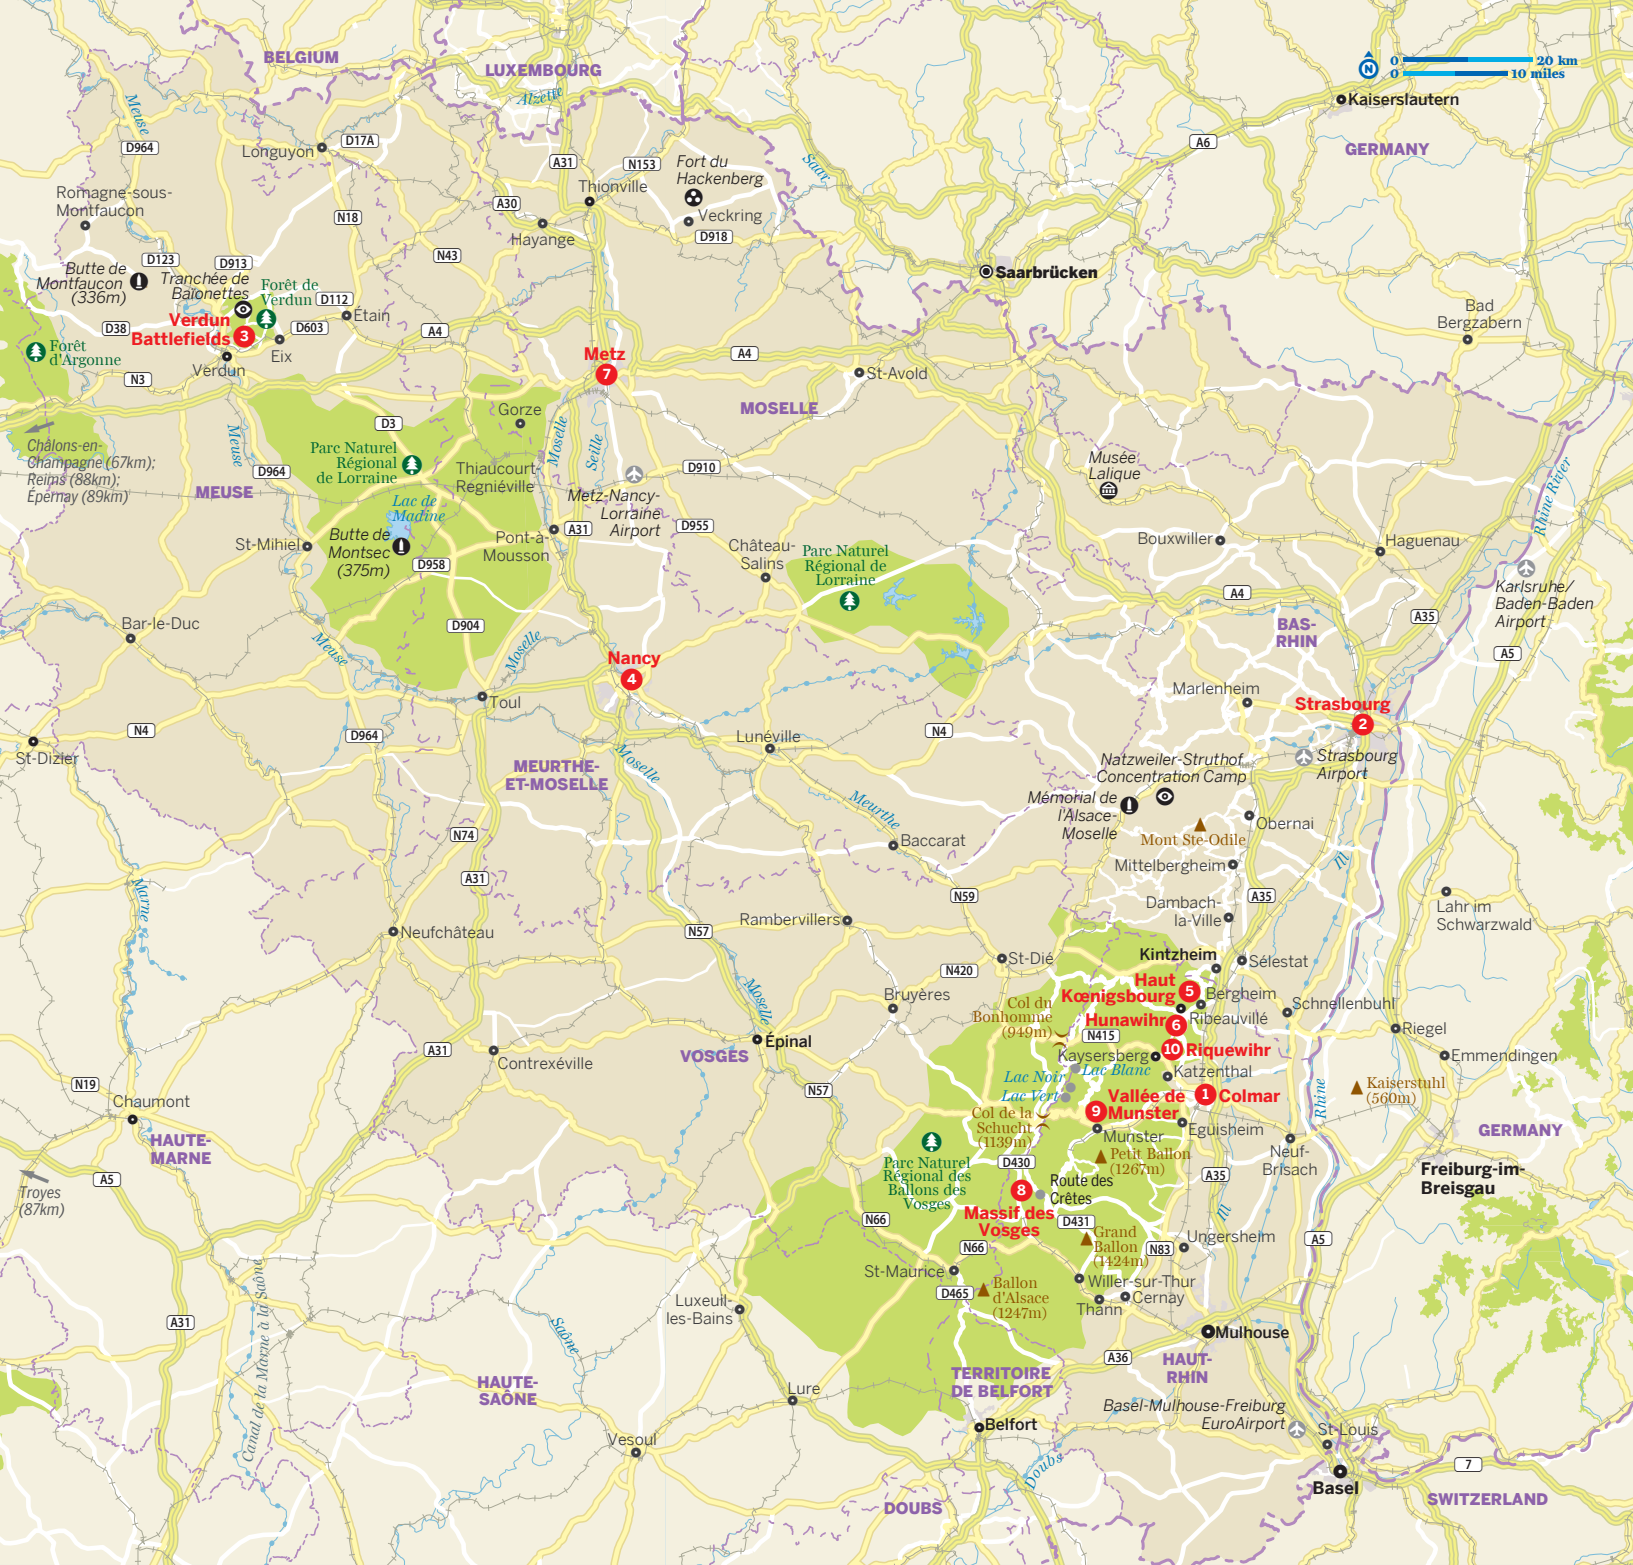 BELGIUM
LUXEMBOURG
Alzette
0
20 km
0
10 miles
N
Kaiserslautern
GERMANY
A6
Meuse
D964
Longuyon
D17A
A31
N153
Fort du
Hackenberg
Saar
Thionville
Romagne-sous-
Montfaucon
A30
N18
Veckring
Hayange
D918
N43
D123
D913
Butte de
Montfaucon
(336m)
Tranchée de
Baïonettes
Forêt de
Verdun
D112
Saarbrücken
Étain
Verdun
Battlefields
3
D38
D603
A4
Bad
Bergzabern
Forêt
d'Argonne
Eix
Verdun
N3
Metz
7
A4
St-Avold
MOSELLE
Gorze
D3
Châlons-en-
Champagne (67km);
Reims (88km);
Épernay (89km)
Meuse
Parc Naturel
Régional
de Lorraine
Moselle
Seille
D964
Thiaucourt-
Regniéville
D910
Musée
Lalique
MEUSE
Lac de
Madine
Metz-Nancy-
Lorraine
Airport
Rhine River
St-Mihiel
Butte de
Montsec
(375m)
Pont-à-
Mousson
A31
D955
D958
Château-
Salins
Parc Naturel
Régional de
Lorraine
Bouxwiller
Haguenau
Karlsruhe/
Baden-Baden
Airport
A4
A35
Bar-le-Duc
D904
Meuse
Moselle
BAS-
RHIN
A5
Nancy
4
Marlenheim
Toul
Strasbourg
2
N4
D964
Lunéville
N4
St-Dizier
Moselle
MEURTHE-
ET-MOSELLE
Natzweiler-Struthof
Concentration Camp
Strasbourg
Airport
Mémorial de
l'Alsace-
Moselle
Meurthe
Obernai
N74
Baccarat
Mont Ste-Odile
Mittelbergheim
Ill
A31
N59
A35
Marne
Dambach-
la-Ville
Lahr im
Schwarzwald
Rambervillers
N57
Neufchâteau
St-Dié
Kintzheim
Sélestat
N420
Haut
Kœnigsbourg
5
Bergheim
Moselle
Bruyères
Col du
Bonhomme
(949m)
Schnellenbuhl
Hunawihr
6
Ribeauvillé
N415
Riegel
Épinal
A31
VOSGES
Kaysersberg
10
Riquewihr
Emmendingen
Contrexéville
Lac Noir
Lac Blanc
Katzenthal
N19
N57
Lac Vert
Vallée de
Munster
9
1
Colmar
Rhine
Kaiserstuhl
(560m)
Chaumont
Col de la
Schucht
(1139m)
Munster
Eguisheim
HAUTE-
MARNE
Parc Naturel
Régional des
Ballons des
Vosges
Petit Ballon
(1267m)
Neuf-
Brisach
GERMANY
D430
A5
Troyes
(87km)
8
Route des
Crêtes
A35
Freiburg-im-
Breisgau
Massif des
Vosges
N66
D431
Ill
N66
Grand
Ballon
(1424m)
N83
Ungersheim
A5
St-Maurice
Willer-sur-Thur
D465
Ballon
d'Alsace
(1247m)
Cernay
Thann
Luxeuil-
les-Bains
A31
Canal de la Marne à la Saône
Saône
Mulhouse
A36
HAUT-
RHIN
TERRITOIRE
DE BELFORT
HAUTE-
SAÔNE
Lure
Basel-Mulhouse-Freiburg
EuroAirport
Belfort
St-Louis
Vesoul
Doubs
7
Basel
DOUBS
SWITZERLAND